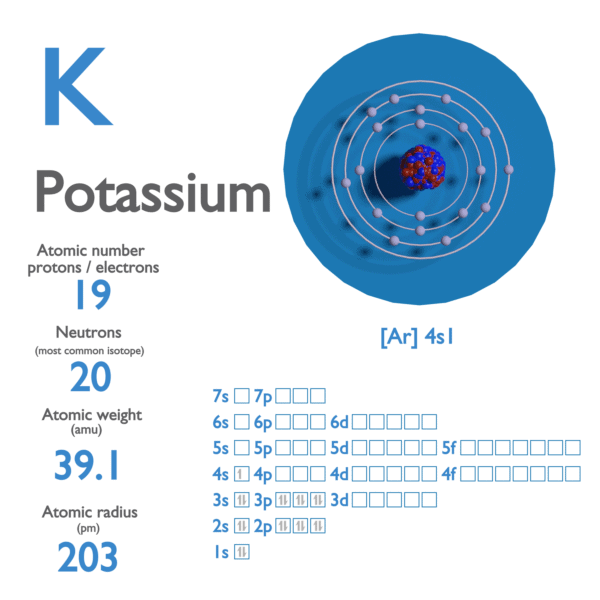 K
Potassium
Atomic number
protons / electrons
19
Neutrons
(most common isotope)
20
Atomic weight
(amu)
39.1
Atomic radius
(pm)
203
[Ar] 4s1
7s 7p
6s 6p 6d
5s 5p 5d 5f
4s 4p 4d 4f
3s 3p 3d
2s 2p
1s